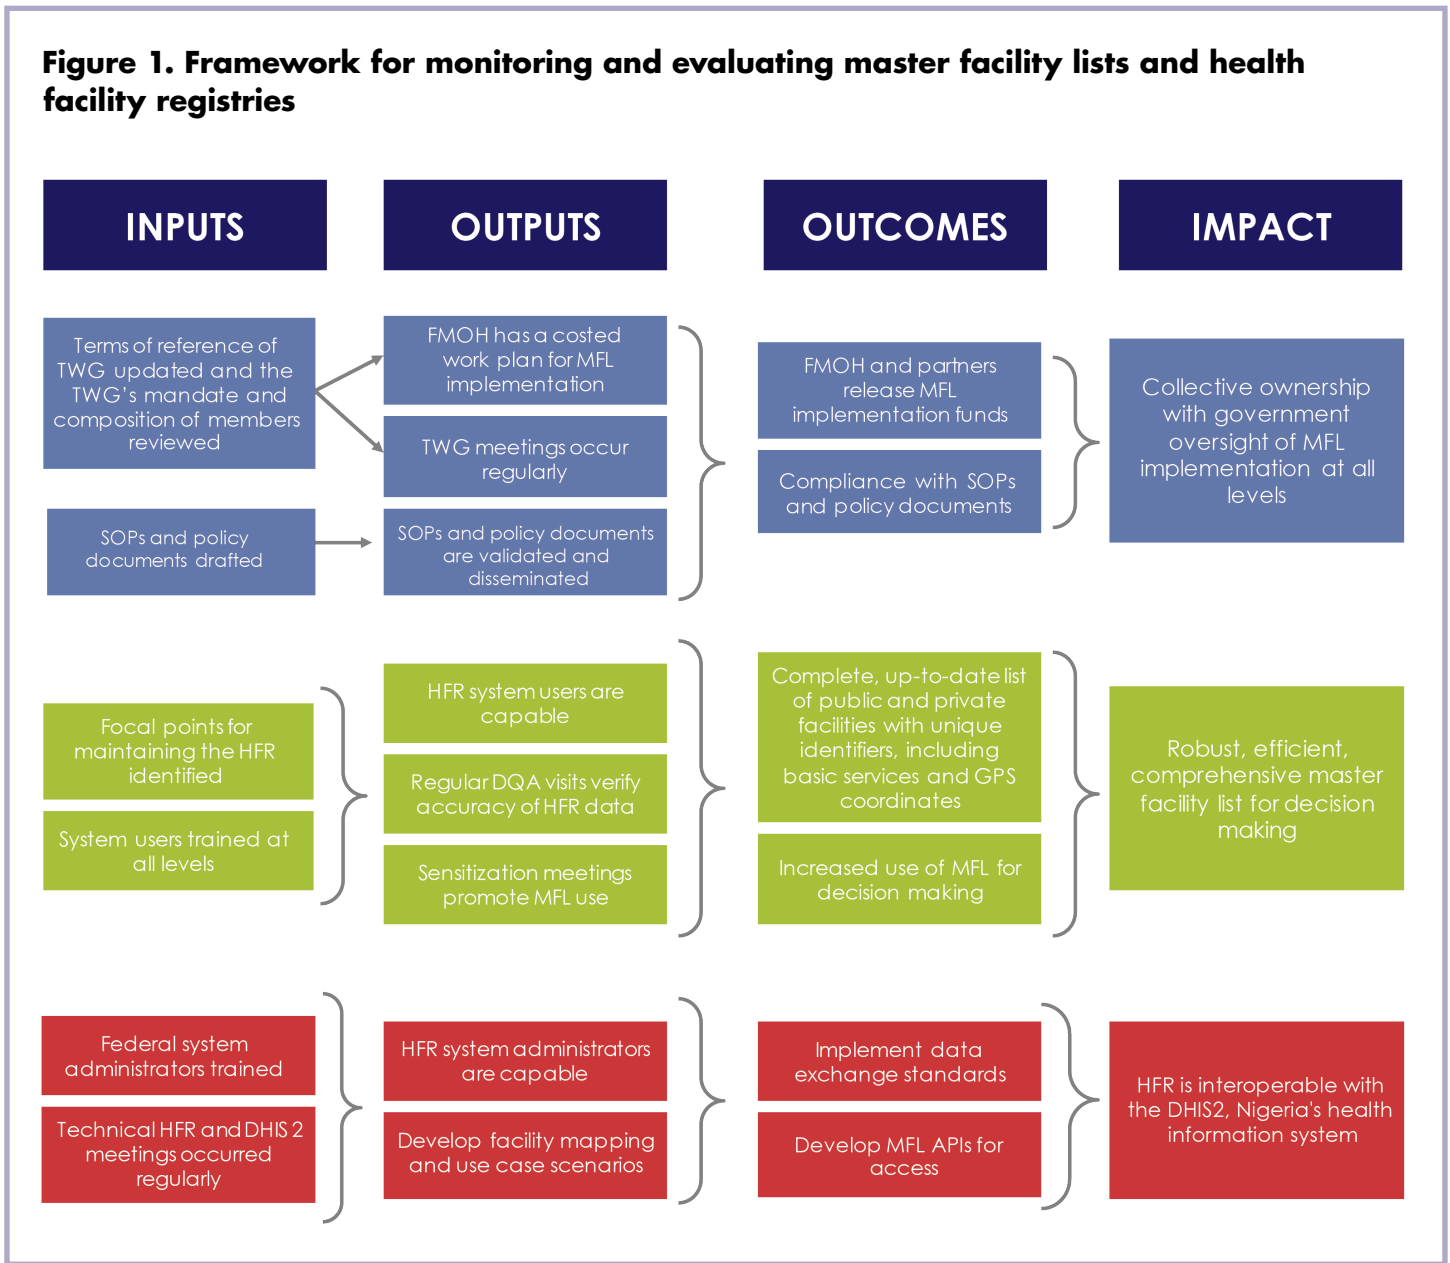 Figure 1. Framework for monitoring and evaluating master facility lists and health
facility registries
INPUTS
OUTPUTS
OUTCOMES
IMPACT
Terms of reference of
TWG updated and the
TWG's mandate and
composition of members
reviewed
SOPs and policy
documents drafted
FMOH has a costed
work plan for MFL
implementation
TWG meetings occur
regularly
SOPs and policy documents
are validated and
disseminated
FMOH and partners
release MFL
implementation funds
Compliance with SOPs
and policy documents
Collective ownership
with government
oversight of MFL
implementation at all
levels
Focal points for
maintaining the HFR
identified
System users trained at
all levels
HFR system users are
capable
Regular DQA visits verify
accuracy of HFR data
Sensitization meetings
promote MFL use
Complete, up-to-date list
of public and private
facilities with unique
identifiers, including
basic services and GPS
coordinates
Increased use of MFL for
decision making
Robust, efficient,
comprehensive master
facility list for decision
making
Federal system
administrators trained
Technical HFR and DHIS 2
meetings occurred
regularly
HFR system administrators
are capable
Develop facility mapping
and use case scenarios
Implement data
exchange standards
Develop MFL APIs for
access
HFR is interoperable with
the DHIS2, Nigeria's health
information system